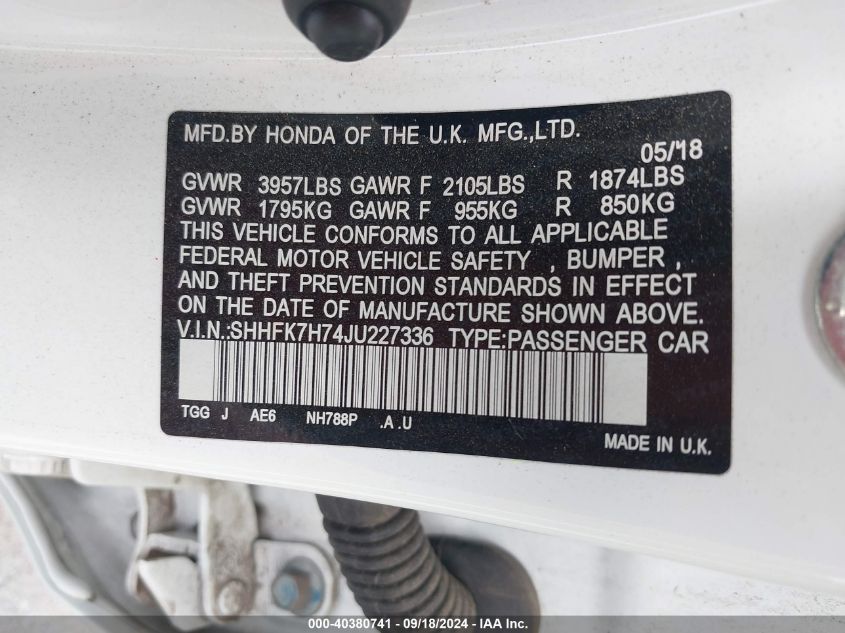 MFD.BY HONDA OF THE U.K. MFG.,LTD.
05/18
GVWR 3957LBS GAWR F 2105LBS R 1874LBS
GVWR 1795KG GAWR F 955KG R 850KG
THIS VEHICLE CONFORMS TO ALL APPLICABLE
FEDERAL MOTOR VEHICLE SAFETY , BUMPER ,
AND THEFT PREVENTION STANDARDS IN EFFECT
ON THE DATE OF MANUFACTURE SHOWN ABOVE.
V.I.N.:SHHFK7H74JU227336 TYPE:PASSENGER CAR
TGG J AE6 NH788P .A .U
MADE IN U.K.
000-40380741 - 09/18/2024 - IAA Inc.